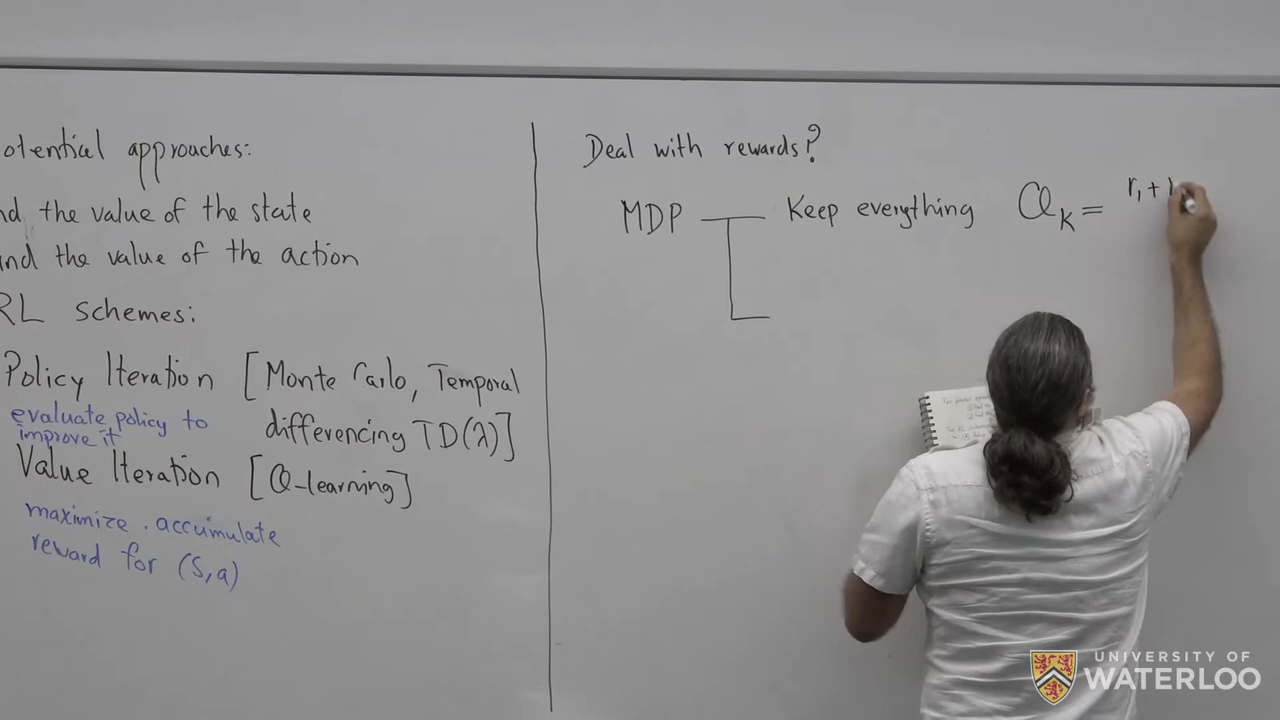 otential approaches:
nd the value of the state
and the value of the action
RL schemes:
Policy Iteration [Monte Carlo, Temporal
evaluate policy to
improve it
differencing TD(λ)]
Value Iteration [Q-learning]
maximize . accumulate
reward for (S,a)
Deal with rewards?
MDP Keep everything Q_K = r₁ +
UNIVERSITY OF
WATERLOO